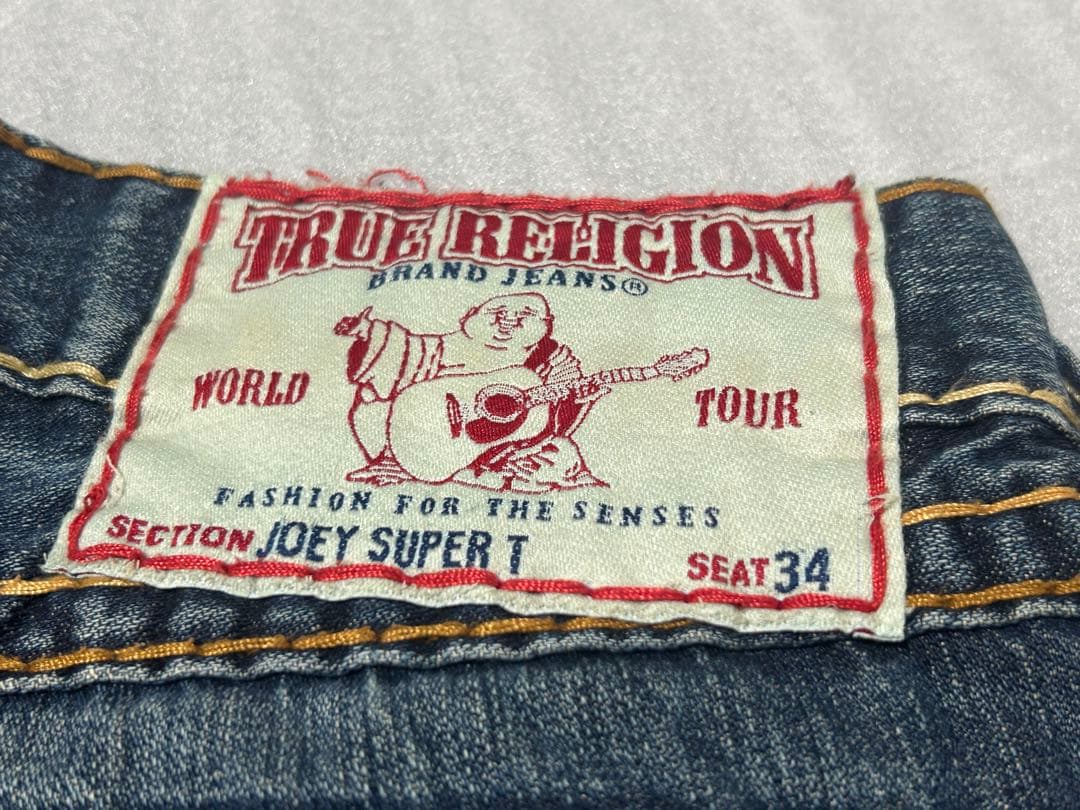 TRUE RELIGION
BRAND JEANS®
WORLD TOUR
FASHION FOR THE SENSES
SECTION JOEY SUPER T SEAT 34